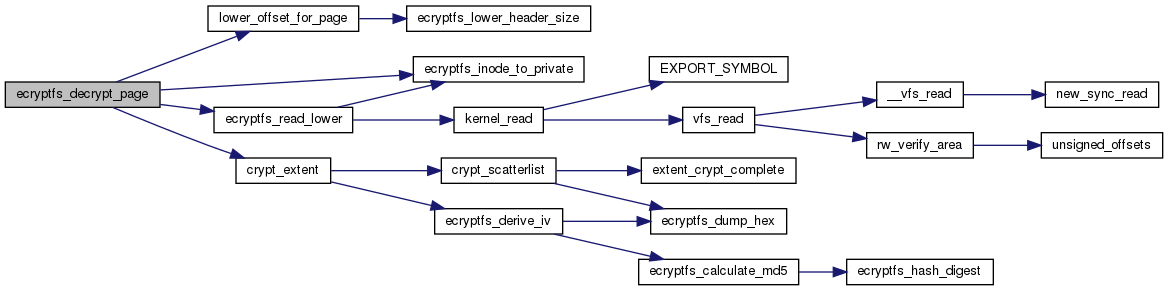 lower_offset_for_page
ecryptfs_lower_header_size
ecryptfs_decrypt_page
ecryptfs_inode_to_private
EXPORT_SYMBOL
ecryptfs_read_lower
kernel_read
vfs_read
__vfs_read
new_sync_read
rw_verify_area
unsigned_offsets
crypt_extent
crypt_scatterlist
extent_crypt_complete
ecryptfs_derive_iv
ecryptfs_dump_hex
ecryptfs_calculate_md5
ecryptfs_hash_digest